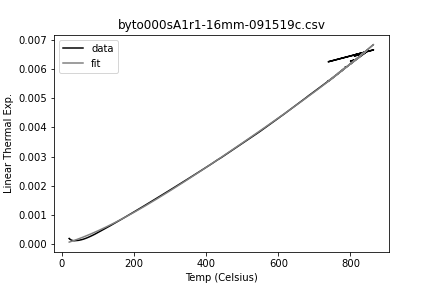 byto000sA1r1-16mm-091519c.csv
data
fit
Linear Thermal Exp.
0.007
0.006
0.005
0.004
0.003
0.002
0.001
0.000
0 200 400 600 800
Temp (Celsius)